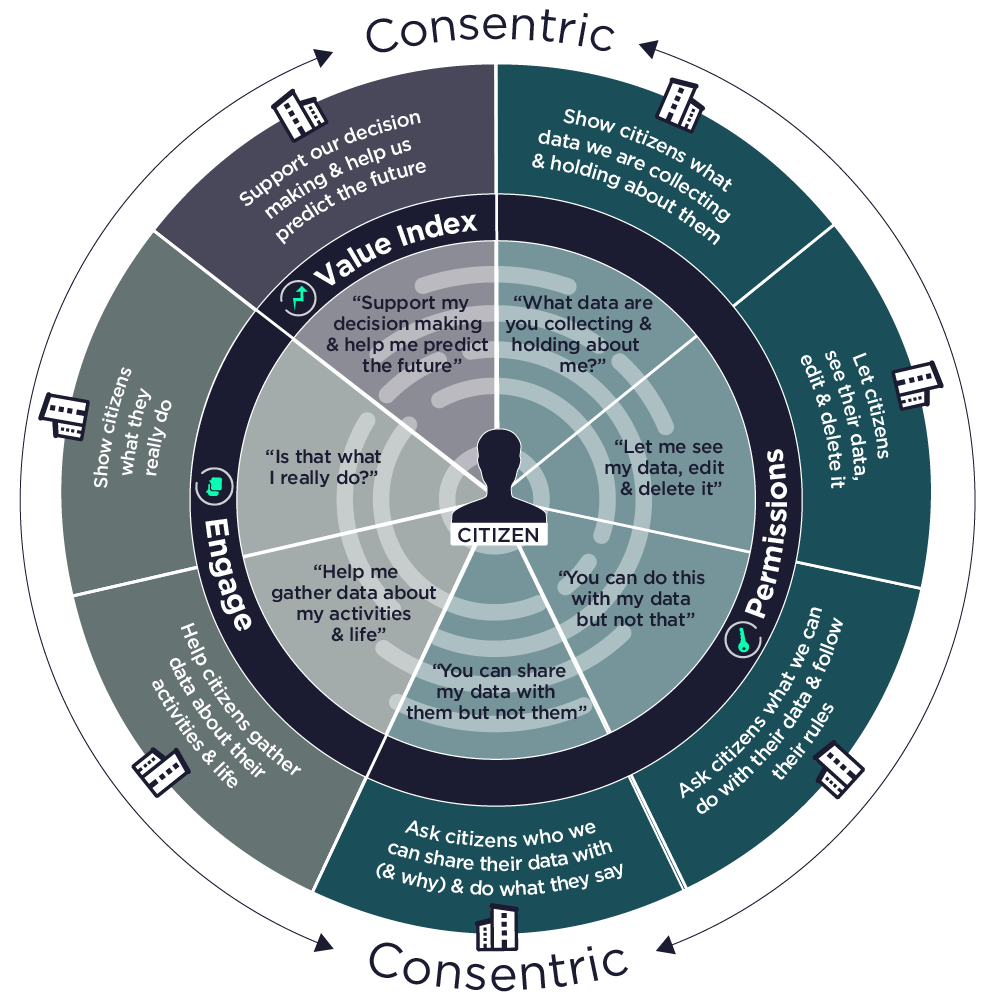 Consentric
Support our decision
making & help us
predict the future
Show citizens what
data we are collecting
& holding about them
Value Index
“Support my
decision making
& help me predict
the future”
“What data are
you collecting &
holding about
me?”
Let citizens
see their data,
edit & delete it
Show citizens
what they
really do
“Is that what
I really do?”
“Let me see
my data, edit
& delete it”
Permissions
Engage
CITIZEN
“Help me
gather data about
my activities
& life”
“You can do this
with my data
but not that”
“You can share
my data with
them but not them”
Help citizens gather
data about their
activities & life
Ask citizens what we can
do with their data & follow
their rules
Ask citizens who we
can share their data with
(& why) & do what they say
Consentric